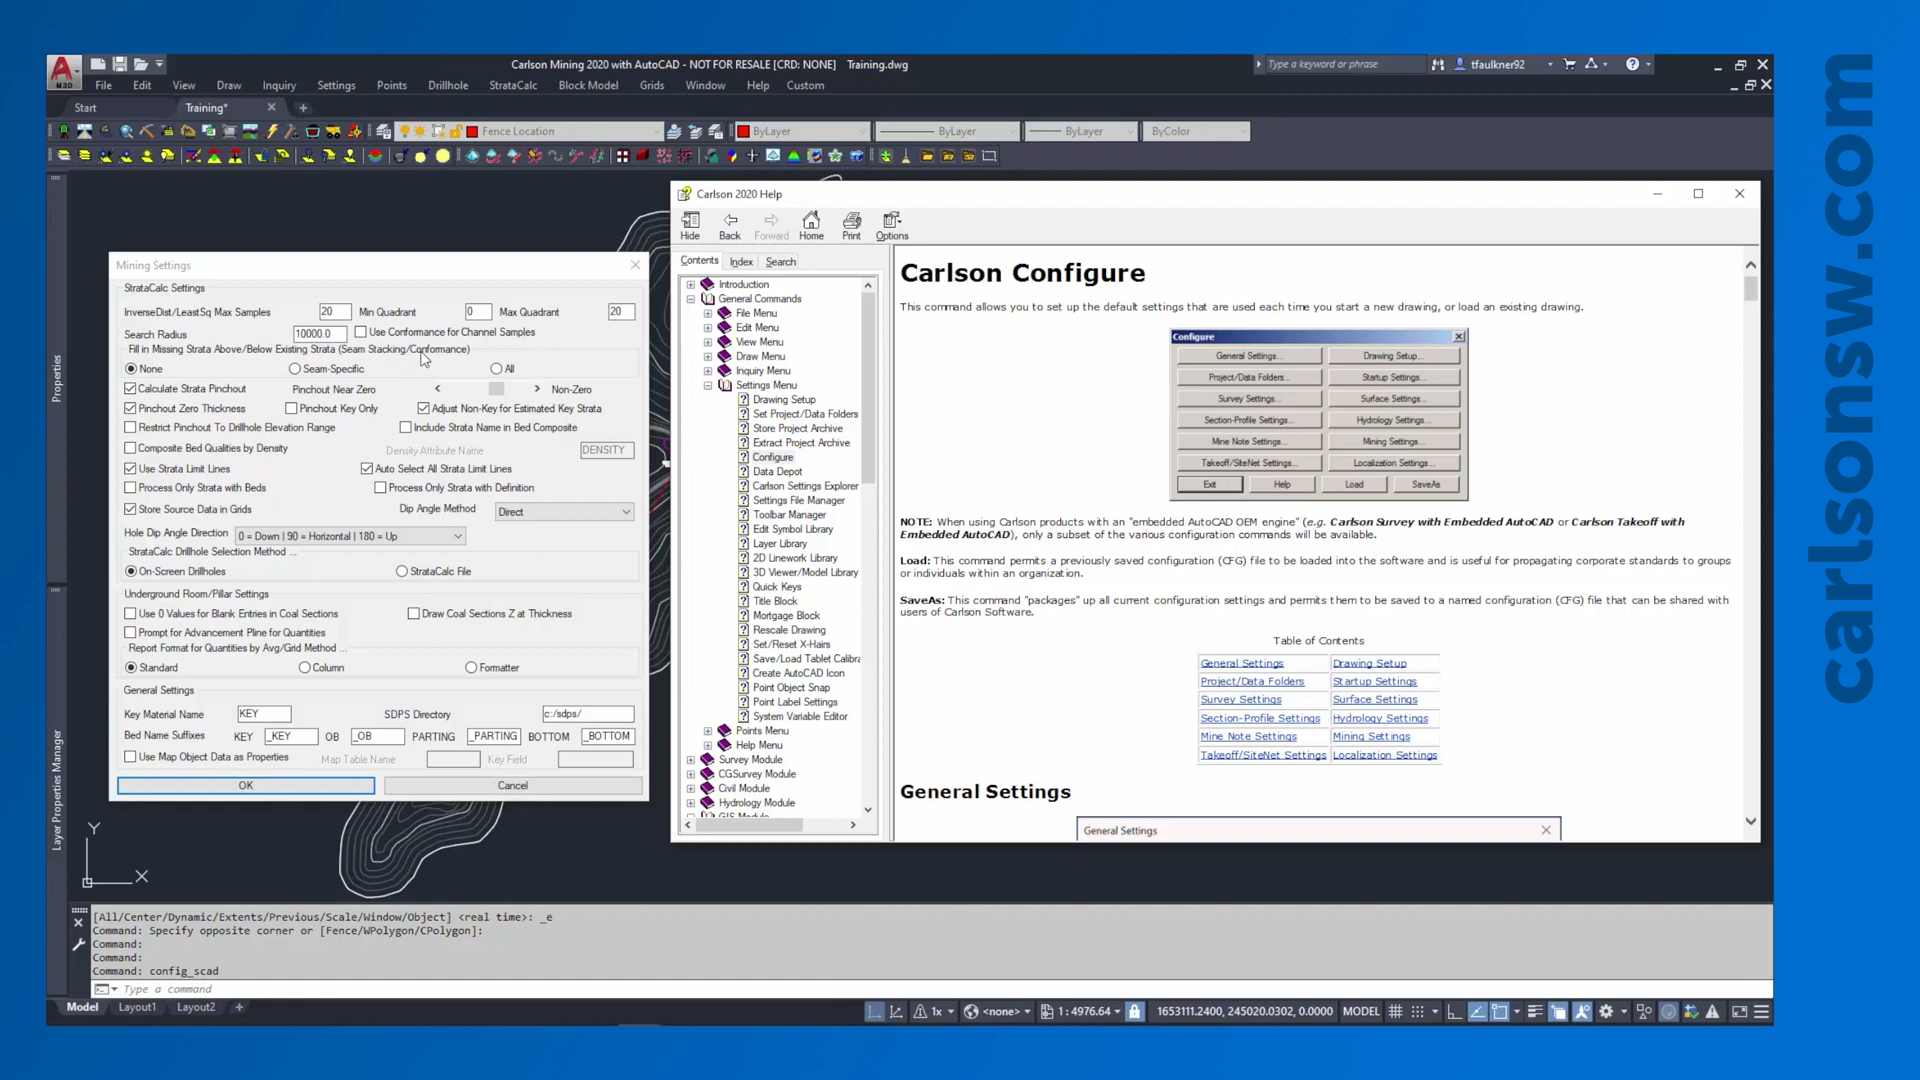 Carlson Mining 2020 with AutoCAD - NOT FOR RESALE [CRD: NONE] Training.dwg
Type a keyword or phrase
tfaulkner92
M3D
File Edit View Draw Inquiry Settings Points Drillhole StrataCalc Block Model Grids Window Help Custom
Start Training*
Fence Location ByLayer ByLayer ByLayer ByColor
Properties
Layer Properties Manager
Mining Settings
StrataCalc Settings
InverseDist/LeastSq Max Samples 20 Min Quadrant 0 Max Quadrant 20
Search Radius 10000.0 Use Conformance for Channel Samples
Fill in Missing Strata Above/Below Existing Strata (Seam Stacking/Conformance)
None Seam-Specific All
Calculate Strata Pinchout Pinchout Near Zero < > Non-Zero
Pinchout Zero Thickness Pinchout Key Only Adjust Non-Key for Estimated Key Strata
Restrict Pinchout To Drillhole Elevation Range Include Strata Name in Bed Composite
Composite Bed Qualities by Density Density Attribute Name DENSITY
Use Strata Limit Lines Auto Select All Strata Limit Lines
Process Only Strata with Beds Process Only Strata with Definition
Store Source Data in Grids Dip Angle Method Direct
Hole Dip Angle Direction 0 = Down | 90 = Horizontal | 180 = Up
StrataCalc Drillhole Selection Method ...
On-Screen Drillholes StrataCalc File
Underground Room/Pillar Settings
Use 0 Values for Blank Entries in Coal Sections Draw Coal Sections Z at Thickness
Prompt for Advancement Pline for Quantities
Report Format for Quantities by Avg/Grid Method ...
Standard Column Formatter
General Settings
Key Material Name KEY SDPS Directory c:/sdps/
Bed Name Suffixes KEY _KEY OB _OB PARTING _PARTING BOTTOM _BOTTOM
Use Map Object Data as Properties Map Table Name Key Field
OK Cancel
Carlson 2020 Help
Hide Back Forward Home Print Options
Contents Index Search
Introduction
General Commands
File Menu
Edit Menu
View Menu
Draw Menu
Inquiry Menu
Settings Menu
Drawing Setup
Set Project/Data Folders
Store Project Archive
Extract Project Archive
Configure
Data Depot
Carlson Settings Explorer
Settings File Manager
Toolbar Manager
Edit Symbol Library
Layer Library
2D Linework Library
3D Viewer/Model Library
Quick Keys
Title Block
Mortgage Block
Rescale Drawing
Set/Reset X-Hairs
Save/Load Tablet Calibra
Create AutoCAD Icon
Point Object Snap
Point Label Settings
System Variable Editor
Points Menu
Help Menu
Survey Module
CGSurvey Module
Civil Module
Hydrology Module
GIS Module
Carlson Configure
This command allows you to set up the default settings that are used each time you start a new drawing, or load an existing drawing.
Configure
General Settings... Drawing Setup...
Project/Data Folders... Startup Settings...
Survey Settings... Surface Settings...
Section-Profile Settings... Hydrology Settings...
Mine Note Settings... Mining Settings...
Takeoff/SiteNet Settings... Localization Settings...
Exit Help Load SaveAs
NOTE: When using Carlson products with an "embedded AutoCAD OEM engine" (e.g. Carlson Survey with Embedded AutoCAD or Carlson Takeoff with
Embedded AutoCAD), only a subset of the various configuration commands will be available.
Load: This command permits a previously saved configuration (CFG) file to be loaded into the software and is useful for propagating corporate standards to groups
or individuals within an organization.
SaveAs: This command "packages" up all current configuration settings and permits them to be saved to a named configuration (CFG) file that can be shared with
users of Carlson Software.
Table of Contents
General Settings Drawing Setup
Project/Data Folders Startup Settings
Survey Settings Surface Settings
Section-Profile Settings Hydrology Settings
Mine Note Settings Mining Settings
Takeoff/SiteNet Settings Localization Settings
General Settings
General Settings
Y
X
[All/Center/Dynamic/Extents/Previous/Scale/Window/Object] <real time>: _e
Command: Specify opposite corner or [Fence/WPolygon/CPolygon]:
Command:
Command:
Command: config_scad
Type a command
Model Layout1 Layout2 +
1x <none> 1 : 4976.64 1653111.2400, 245020.0302, 0.0000 MODEL
carlsonsw.com